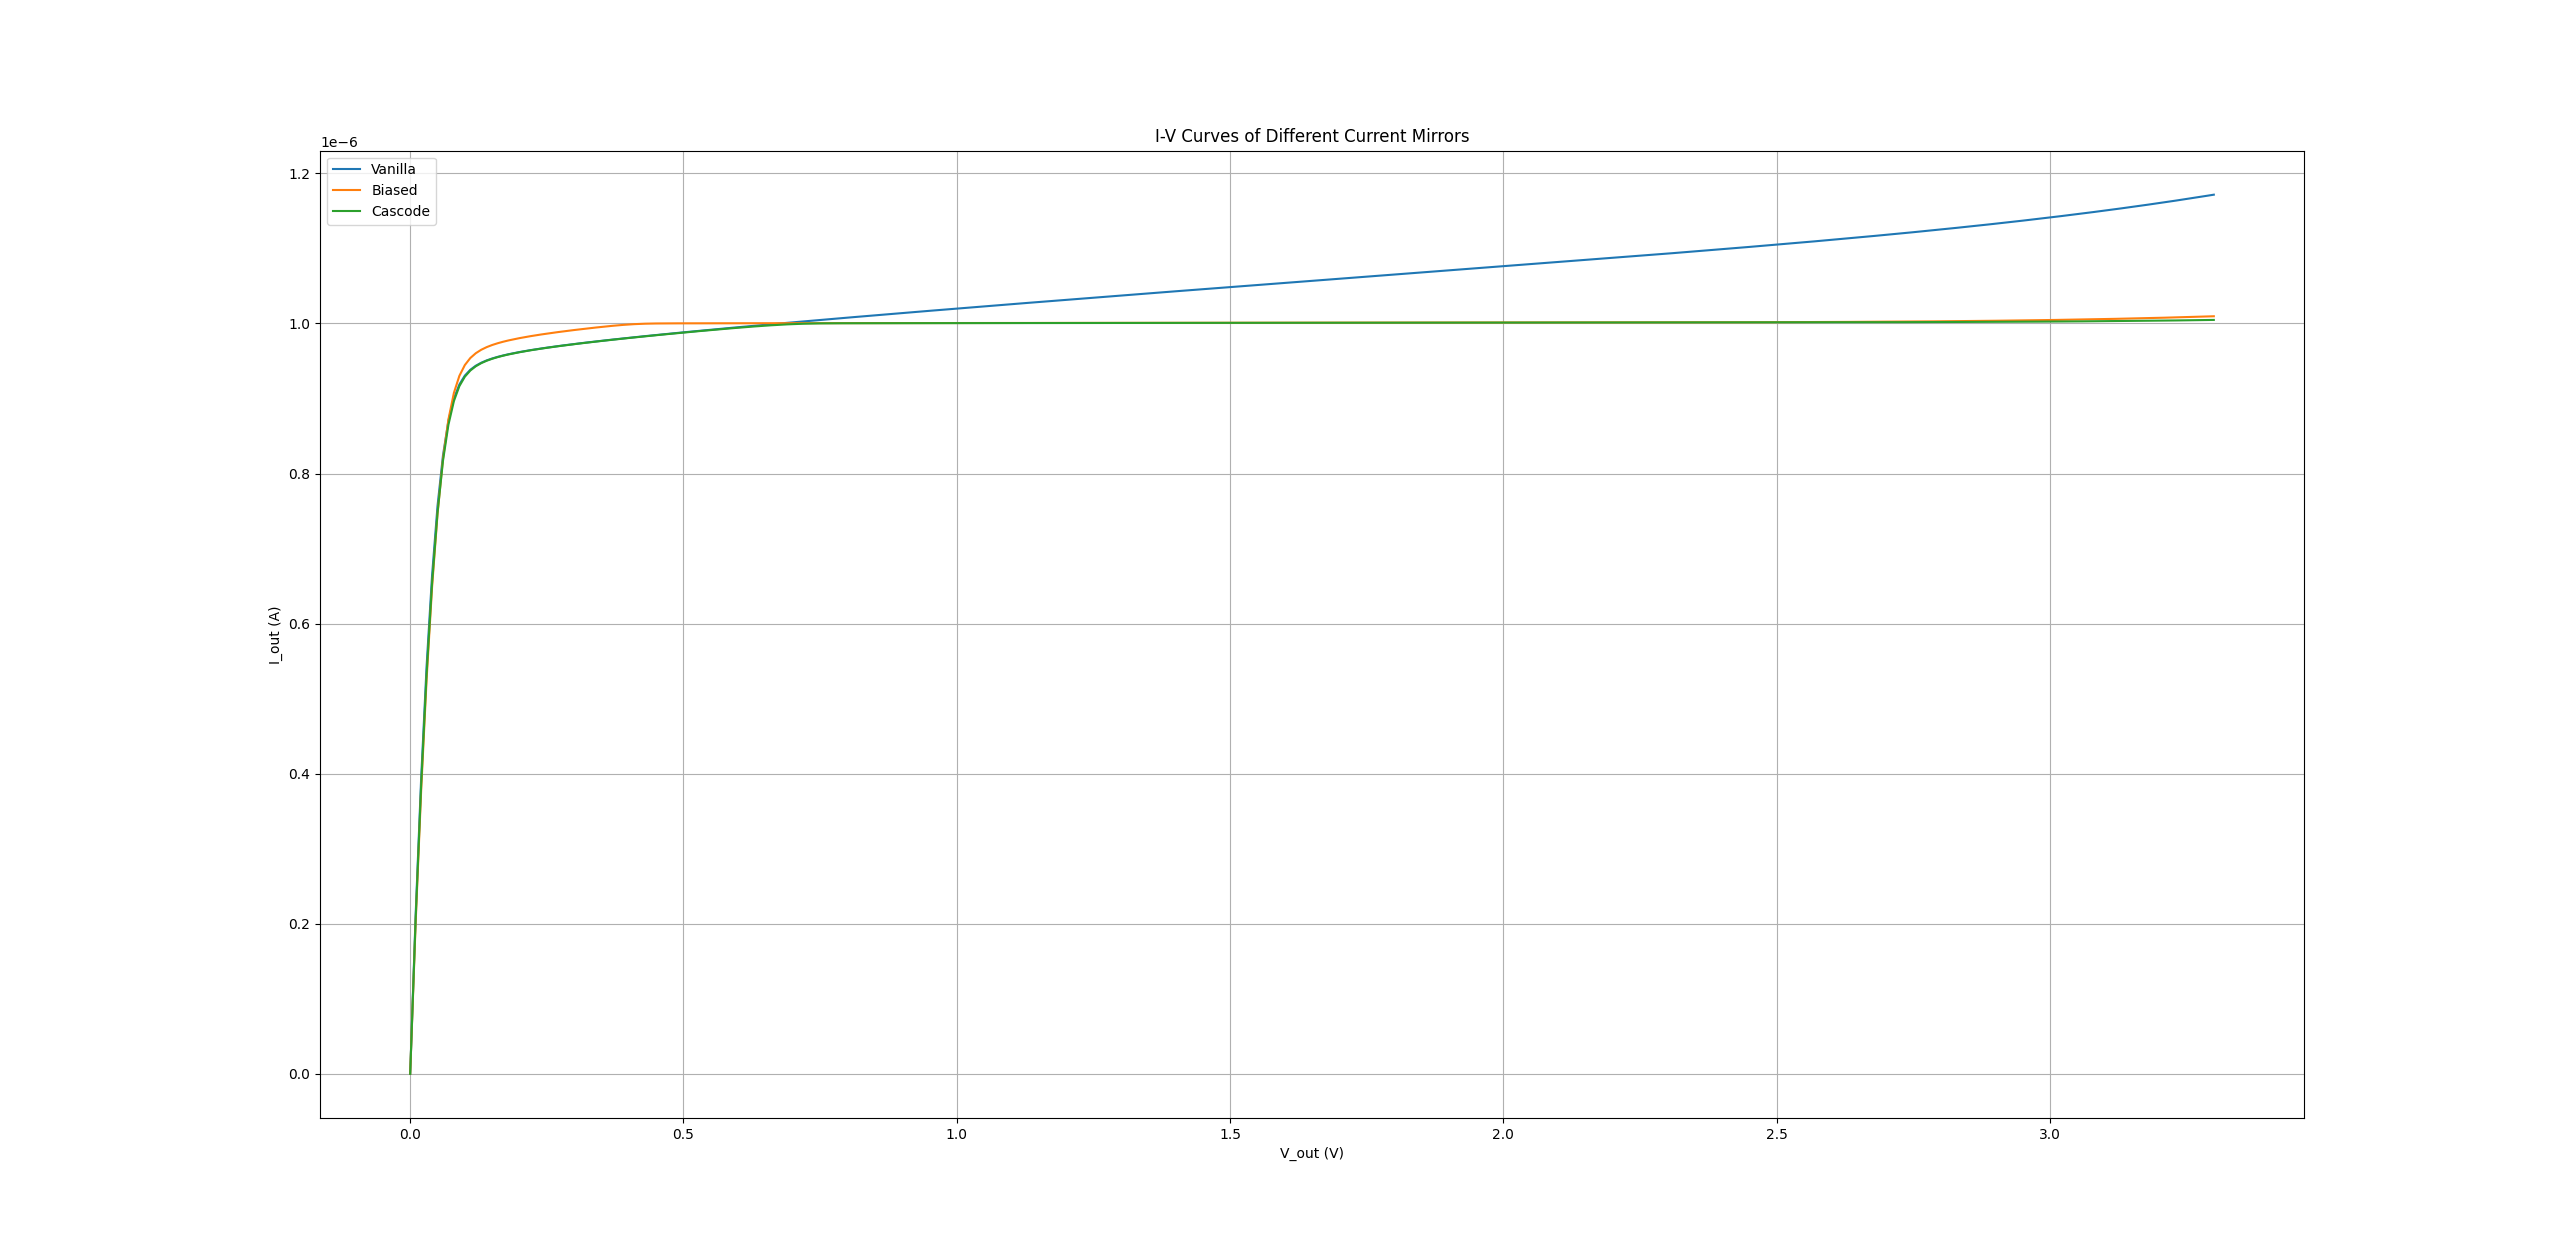 I-V Curves of Different Current Mirrors
1e−6
Vanilla
Biased
Cascode
1.2
1.0
0.8
0.6
0.4
0.2
0.0
I_out (A)
0.0 0.5 1.0 1.5 2.0 2.5 3.0
V_out (V)